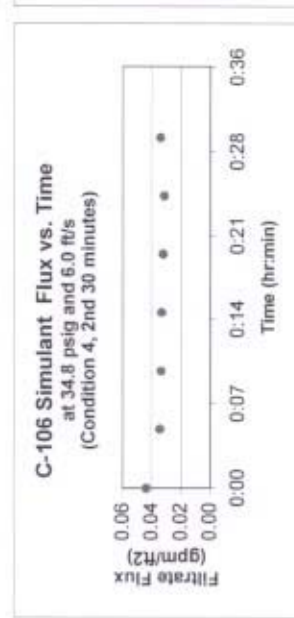 C-106 Simulant Flux vs. Time
at 34.8 psig and 6.0 ft/s
(Condition 4, 2nd 30 minutes)
Filtrate Flux
(gpm/ft2)
0.06
0.04
0.02
0.00
0:00
0:07
0:14
0:21
0:28
0:36
Time (hr:min)